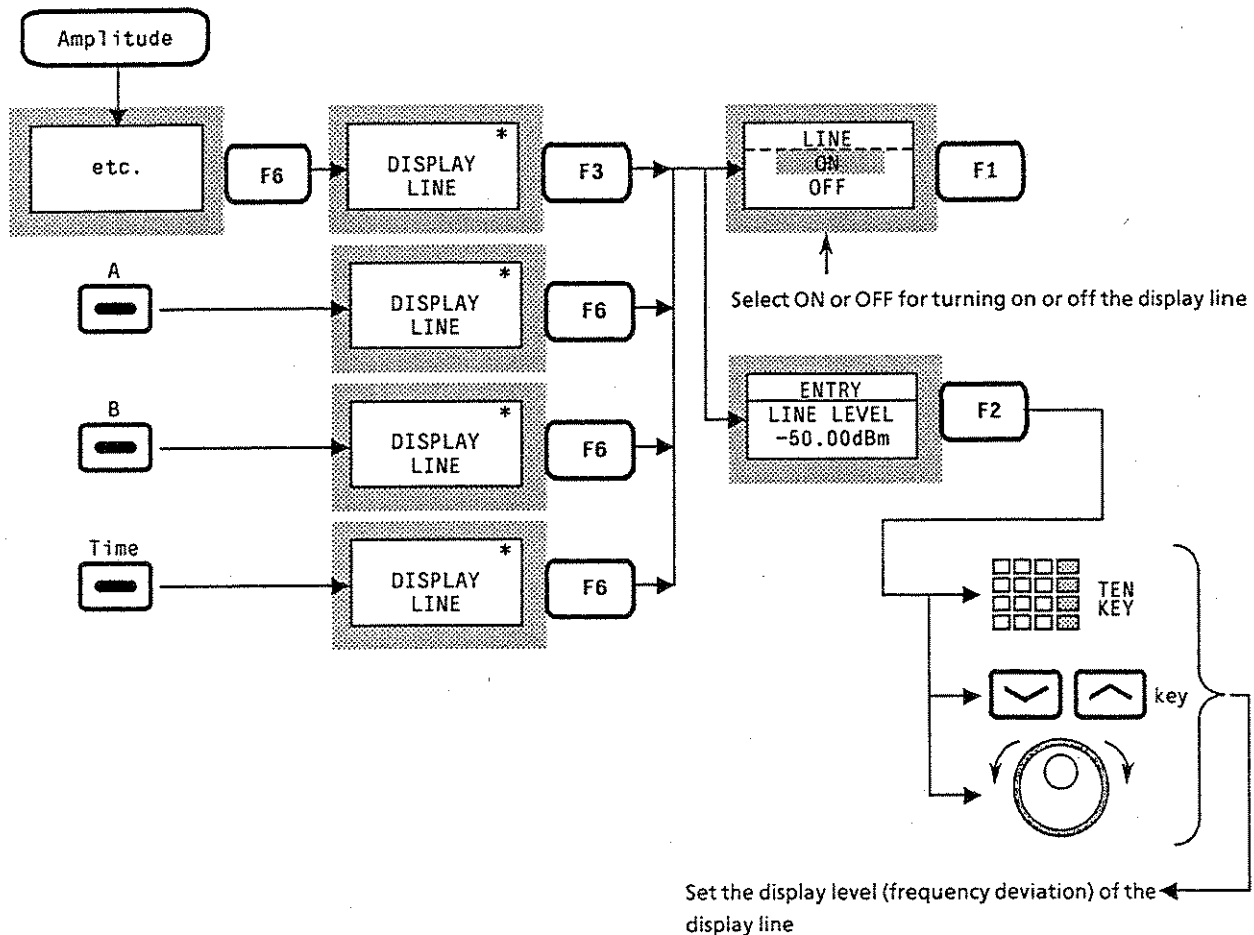 Amplitude
etc.
F6
*
DISPLAY
LINE
F3
LINE
ON
OFF
F1
Select ON or OFF for turning on or off the display line
A
*
DISPLAY
LINE
F6
ENTRY
LINE LEVEL
-50.00dBm
F2
B
*
DISPLAY
LINE
F6
Time
*
DISPLAY
LINE
F6
TEN
KEY
key
Set the display level (frequency deviation) of the
display line